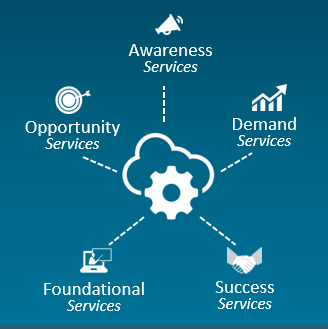 Awareness
Services
Opportunity
Services
Demand
Services
Foundational
Services
Success
Services